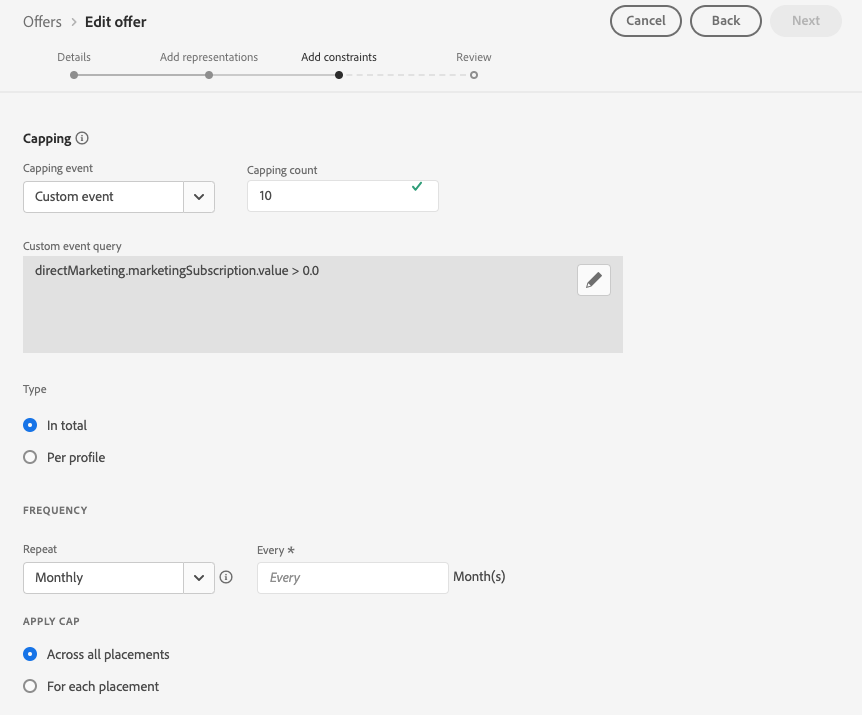 Offers > Edit offer
Cancel
Back
Next
Details
Add representations
Add constraints
Review
Capping
Capping event
Capping count
Custom event
10
Custom event query
directMarketing.marketingSubscription.value > 0.0
Type
In total
Per profile
FREQUENCY
Repeat
Every *
Monthly
Every
Month(s)
APPLY CAP
Across all placements
For each placement